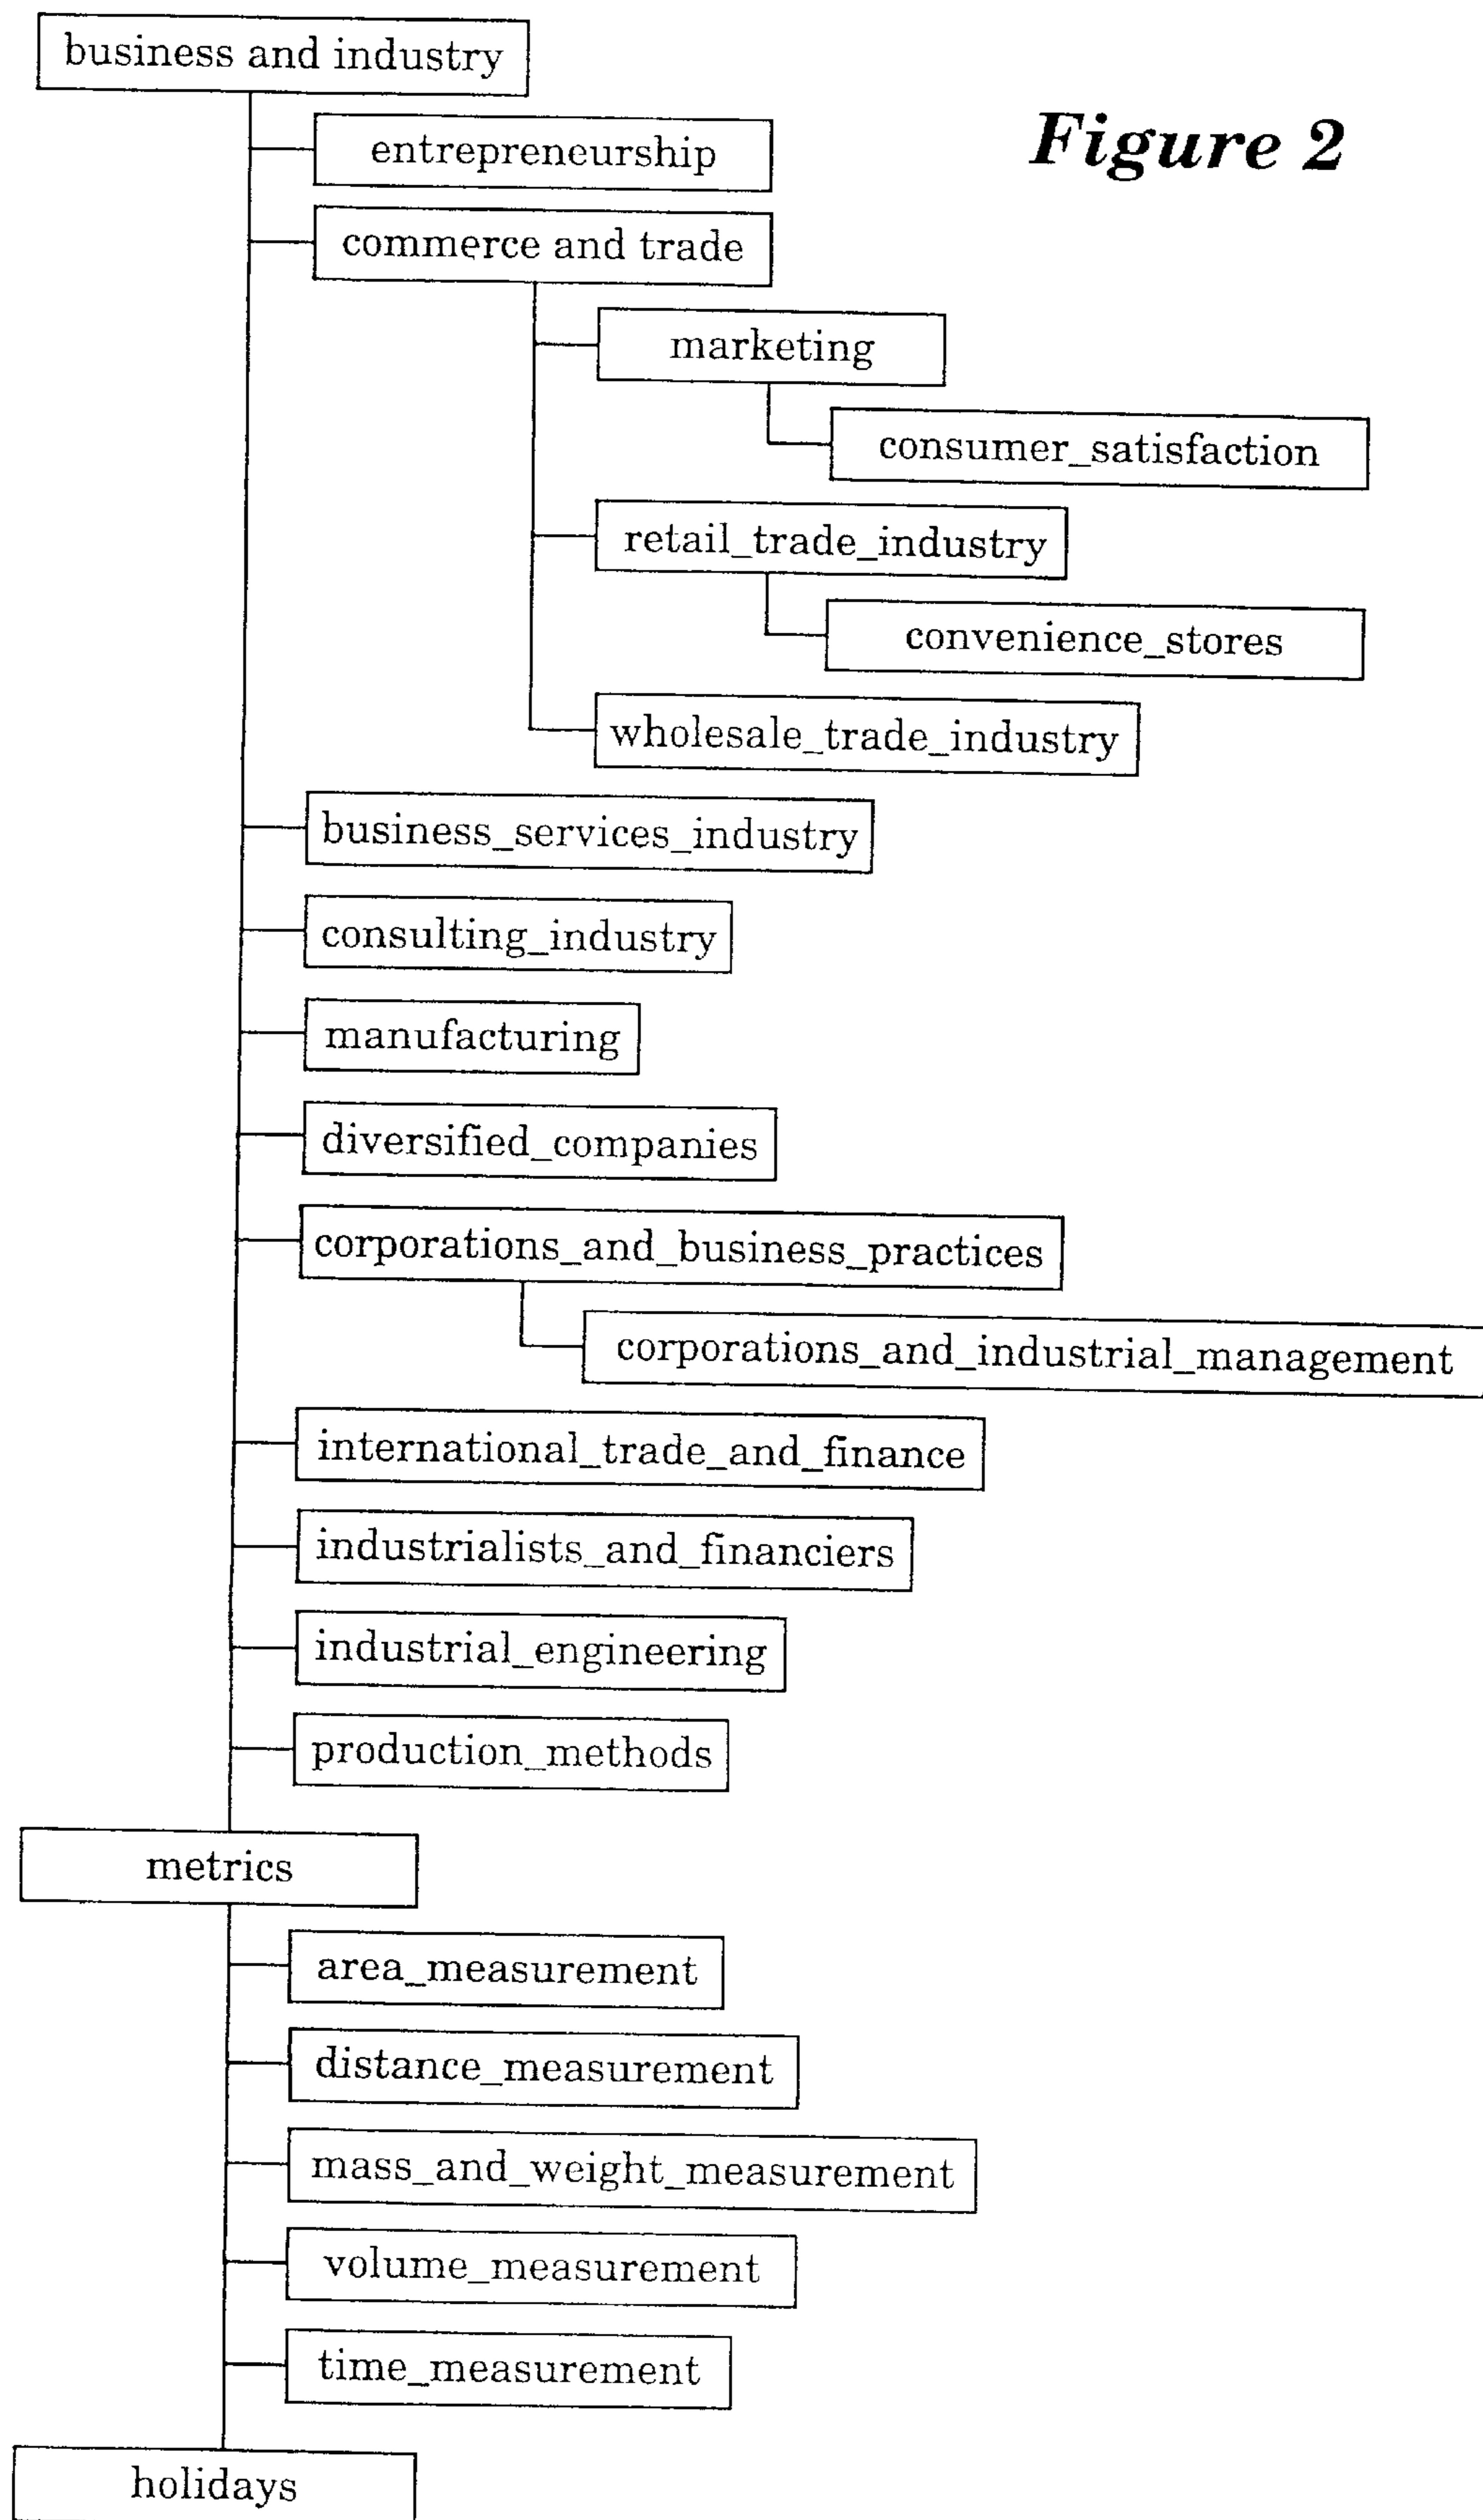 business and industry
Figure 2
entrepreneurship
commerce and trade
marketing
consumer_satisfaction
retail_trade_industry
convenience_stores
wholesale_trade_industry
business_services_industry
consulting_industry
manufacturing
diversified_companies
corporations_and_business_practices
corporations_and_industrial_management
international_trade_and_finance
industrialists_and_financiers
industrial_engineering
production_methods
metrics
area_measurement
distance_measurement
mass_and_weight_measurement
volume_measurement
time_measurement
holidays